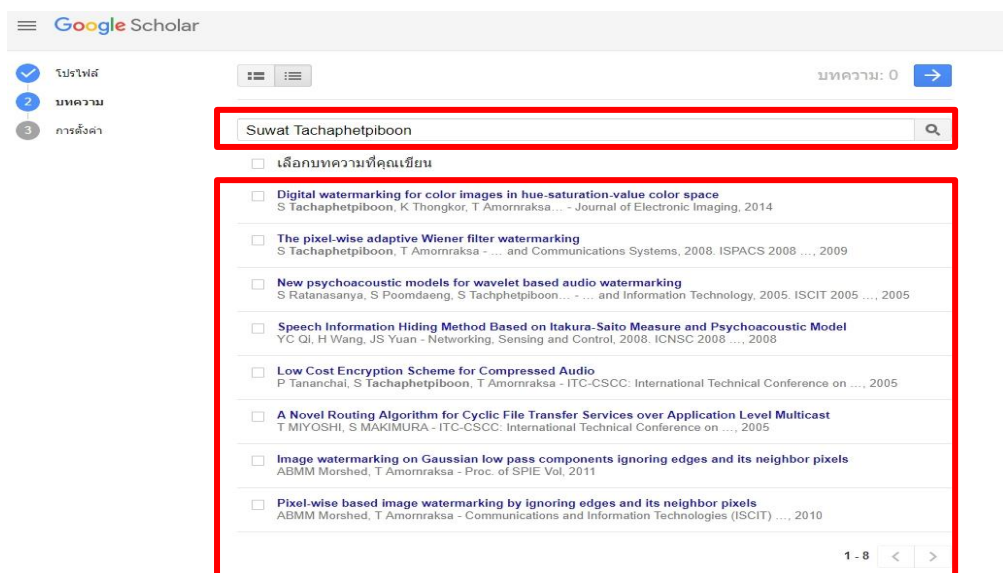 Google Scholar
โปรไฟล์
2 บทความ
3 การตั้งค่า
บทความ: 0
Suwat Tachaphetpiboon
เลือกบทความที่คุณเขียน
Digital watermarking for color images in hue-saturation-value color space
S Tachaphetpiboon, K Thongkor, T Amornraksa... - Journal of Electronic Imaging, 2014
The pixel-wise adaptive Wiener filter watermarking
S Tachaphetpiboon, T Amornraksa - ... and Communications Systems, 2008. ISPACS 2008 ..., 2009
New psychoacoustic models for wavelet based audio watermarking
S Ratanasanya, S Poomdaeng, S Tachphetpiboon... - ... and Information Technology, 2005. ISCIT 2005 ..., 2005
Speech Information Hiding Method Based on Itakura-Saito Measure and Psychoacoustic Model
YC Qi, H Wang, JS Yuan - Networking, Sensing and Control, 2008. ICNSC 2008 ..., 2008
Low Cost Encryption Scheme for Compressed Audio
P Tananchai, S Tachaphetpiboon, T Amornraksa - ITC-CSCC: International Technical Conference on ..., 2005
A Novel Routing Algorithm for Cyclic File Transfer Services over Application Level Multicast
T MIYOSHI, S MAKIMURA - ITC-CSCC: International Technical Conference on ..., 2005
Image watermarking on Gaussian low pass components ignoring edges and its neighbor pixels
ABMM Morshed, T Amornraksa - Proc. of SPIE Vol, 2011
Pixel-wise based image watermarking by ignoring edges and its neighbor pixels
ABMM Morshed, T Amornraksa - Communications and Information Technologies (ISCIT) ..., 2010
1 - 8